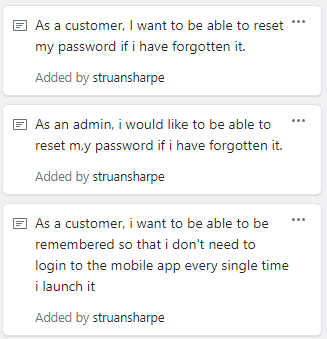 As a customer, I want to be able to reset
my password if i have forgotten it.
Added by struansharpe
As an admin, i would like to be able to
reset m,y password if i have forgotten it.
Added by struansharpe
As a customer, i want to be able to be
remembered so that i don't need to
login to the mobile app every single time
i launch it
Added by struansharpe